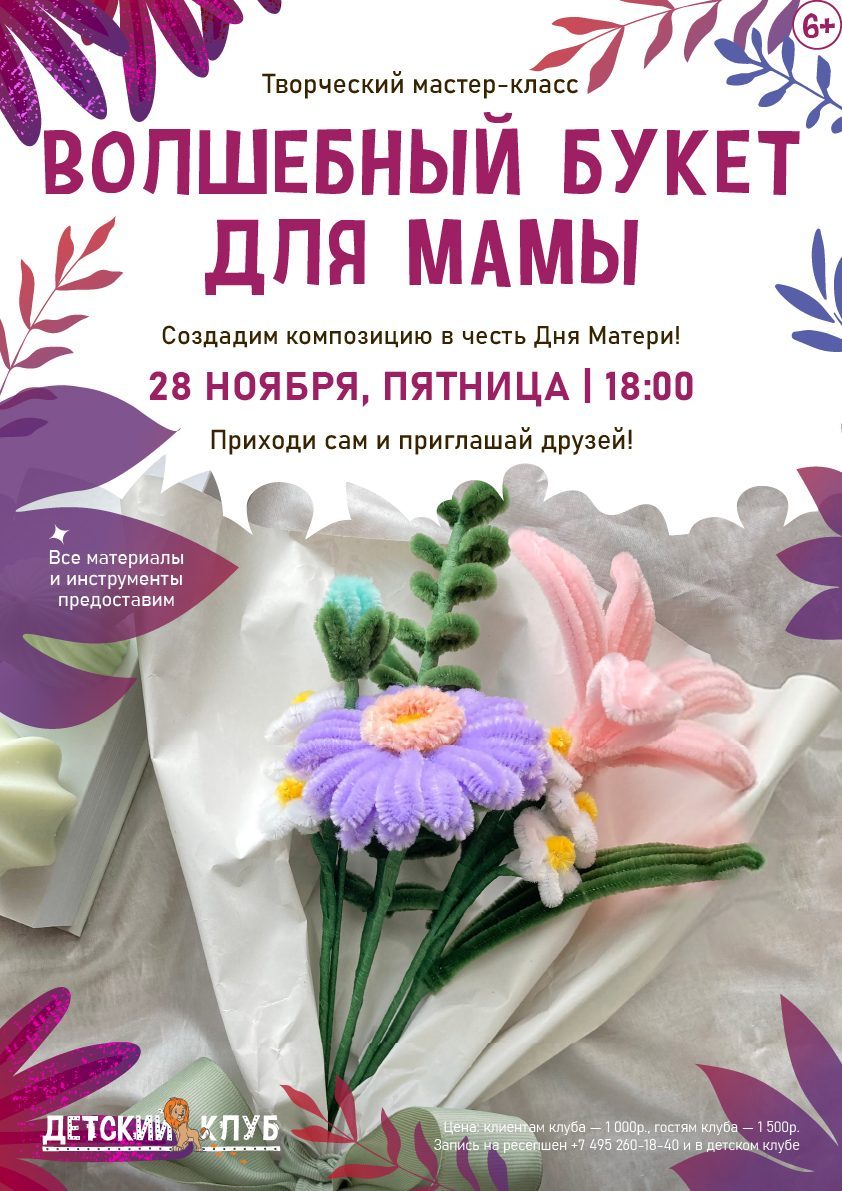 6+
Творческий мастер-класс
ВОЛШЕБНЫЙ БУКЕТ
ДЛЯ МАМЫ
Создадим композицию в честь Дня Матери!
28 НОЯБРЯ, ПЯТНИЦА | 18:00
Приходи сам и приглашай друзей!
Все материалы
и инструменты
предоставим
ДЕТСКИЙ КЛУБ
Цена: клиентам клуба — 1 000р., гостям клуба — 1 500р.
Запись на ресепшен +7 495 260-18-40 и в детском клубе